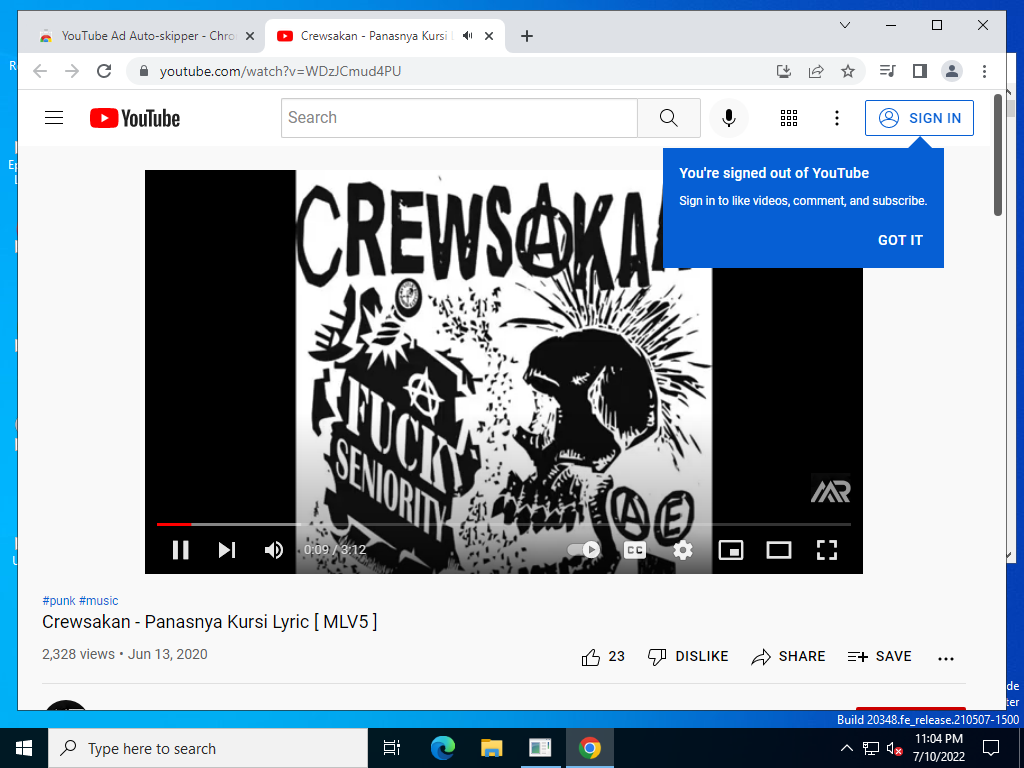 YouTube Ad Auto-skipper - Chro
Crewsakan - Panasnya Kursi L
youtube.com/watch?v=WDzJCmud4PU
YouTube
Search
SIGN IN
You're signed out of YouTube
Sign in to like videos, comment, and subscribe.
GOT IT
CREWSAKA
FUCK
SENIORITY
A E
MR
0:09 / 3:12
CC
#punk #music
Crewsakan - Panasnya Kursi Lyric [ MLV5 ]
2,328 views • Jun 13, 2020
23
DISLIKE
SHARE
SAVE
Build 20348.fe_release.210507-1500
Type here to search
11:04 PM
7/10/2022